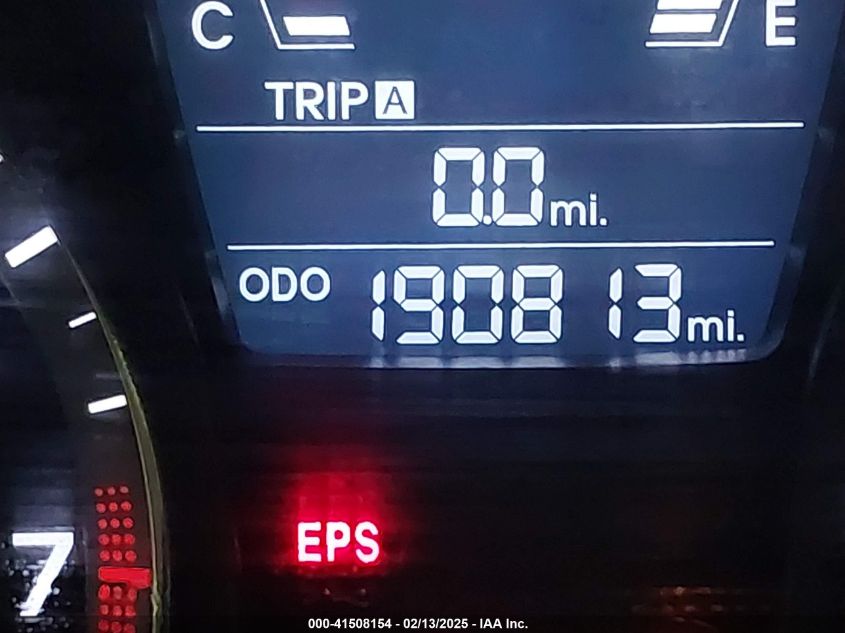 C E
TRIP A
0.0 mi.
ODO 190813 mi.
EPS
7
000-41508154 - 02/13/2025 - IAA Inc.